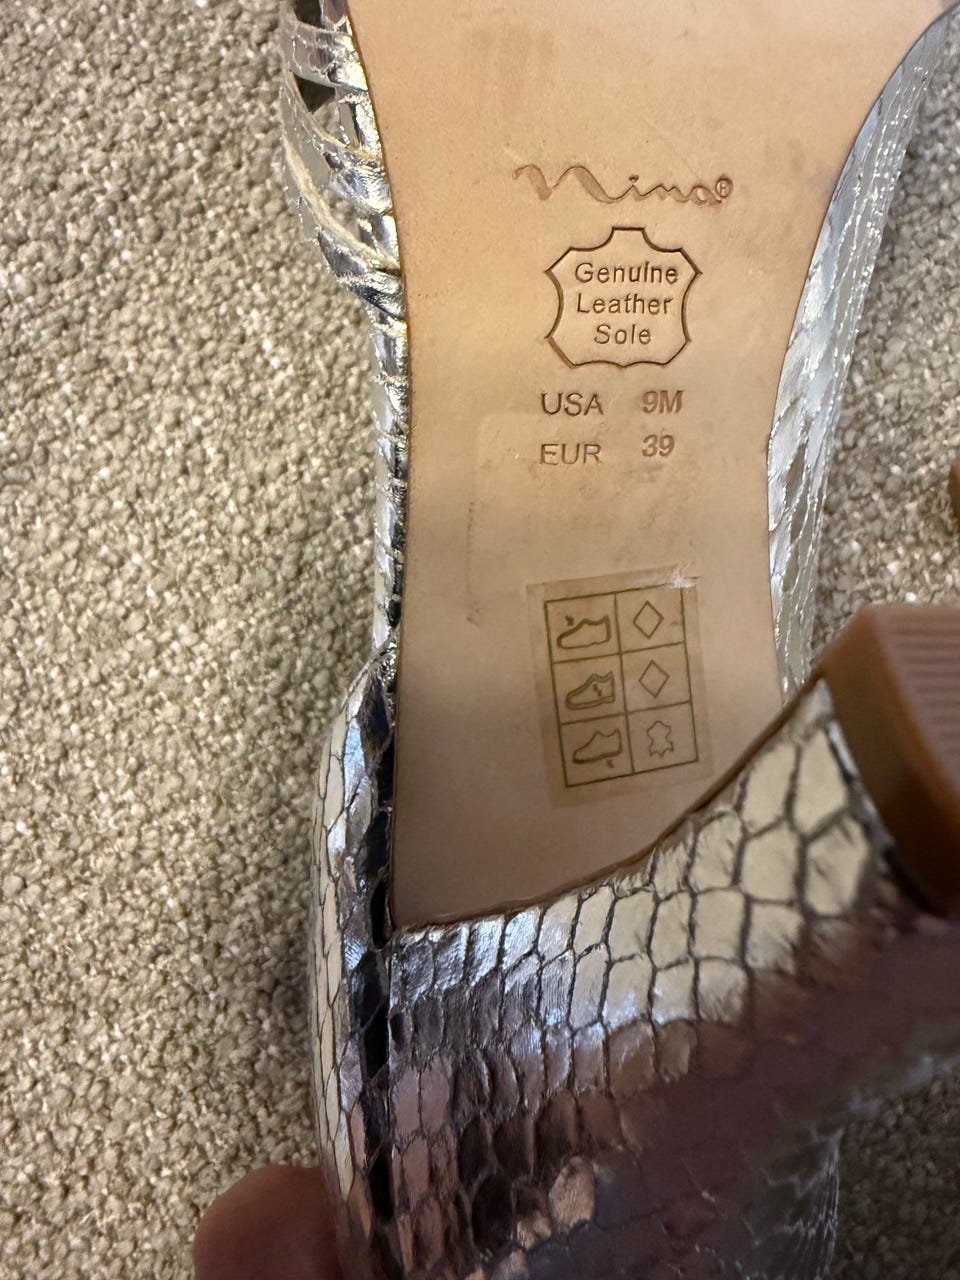 Nina®
Genuine
Leather
Sole
USA 9M
EUR 39